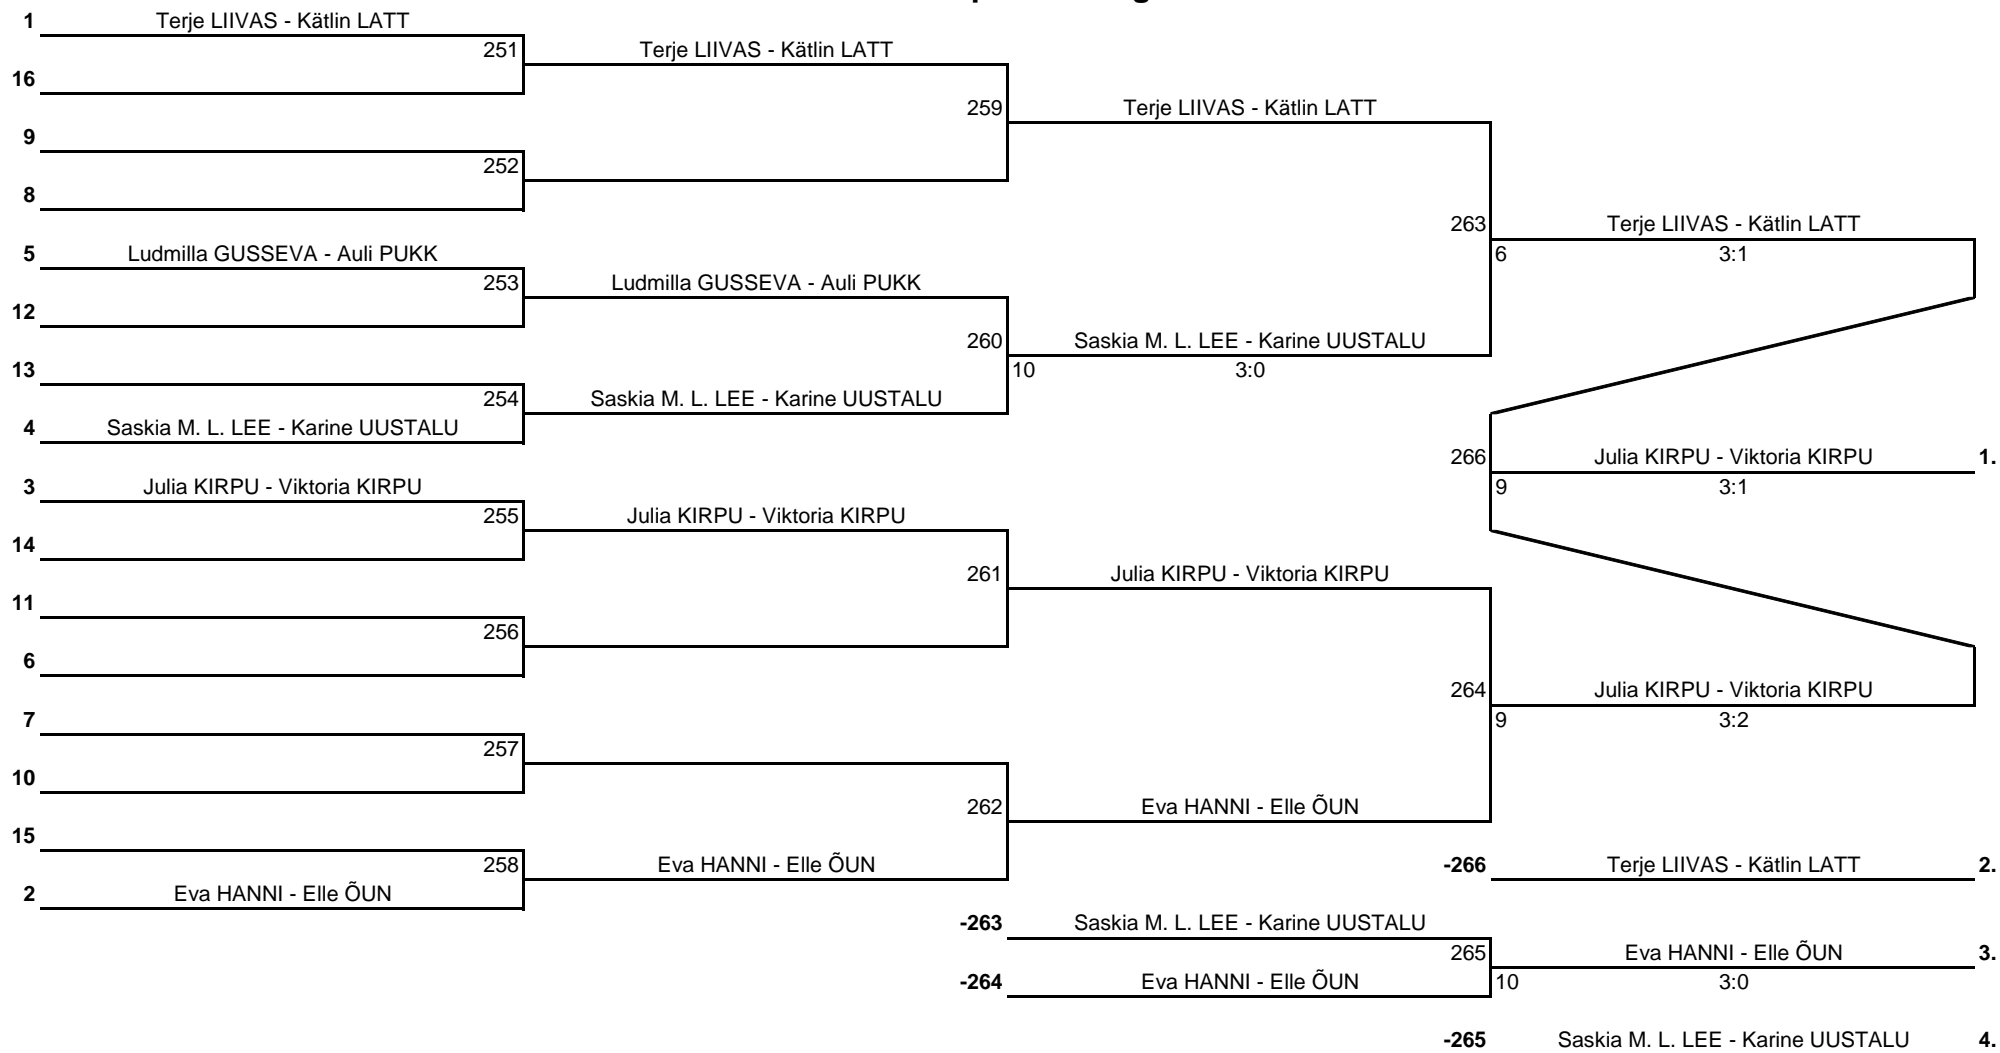 1 Terje LIIVAS - Kätlin LATT
251 Terje LIIVAS - Kätlin LATT
16
259 Terje LIIVAS - Kätlin LATT
9
252
8
263 Terje LIIVAS - Kätlin LATT
6 3:1
5 Ludmilla GUSSEVA - Auli PUKK
253 Ludmilla GUSSEVA - Auli PUKK
12
260 Saskia M. L. LEE - Karine UUSTALU
10 3:0
13
254 Saskia M. L. LEE - Karine UUSTALU
4 Saskia M. L. LEE - Karine UUSTALU
266 Julia KIRPU - Viktoria KIRPU 1.
9 3:1
3 Julia KIRPU - Viktoria KIRPU
255 Julia KIRPU - Viktoria KIRPU
14
261 Julia KIRPU - Viktoria KIRPU
11
256
6
264 Julia KIRPU - Viktoria KIRPU
9 3:2
7
257
10
262 Eva HANNI - Elle ÕUN
15
258 Eva HANNI - Elle ÕUN
2 Eva HANNI - Elle ÕUN
-266 Terje LIIVAS - Kätlin LATT 2.
-263 Saskia M. L. LEE - Karine UUSTALU
265 Eva HANNI - Elle ÕUN 3.
-264 Eva HANNI - Elle ÕUN
10 3:0
-265 Saskia M. L. LEE - Karine UUSTALU 4.